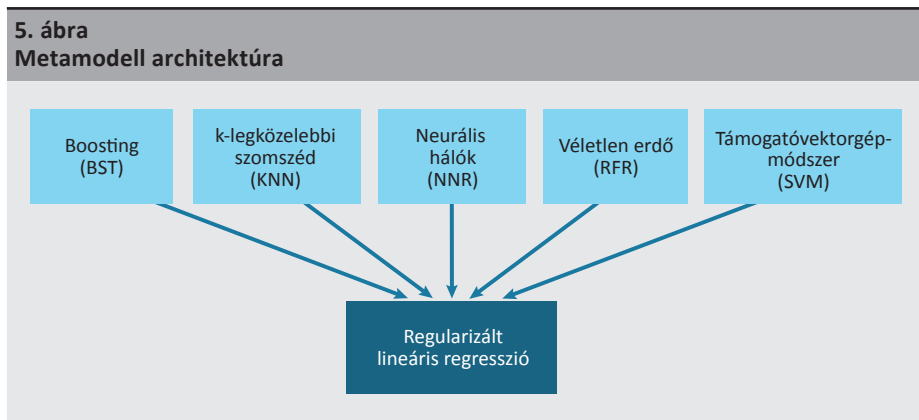 5. ábra
Metamodell architektúra
Boosting
(BST)
k-legközelebbi
szomszéd
(KNN)
Neurális
hálók
(NNR)
Véletlen erdő
(RFR)
Támogatóvektorgép-
módszer
(SVM)
Regularizált
lineáris regresszió